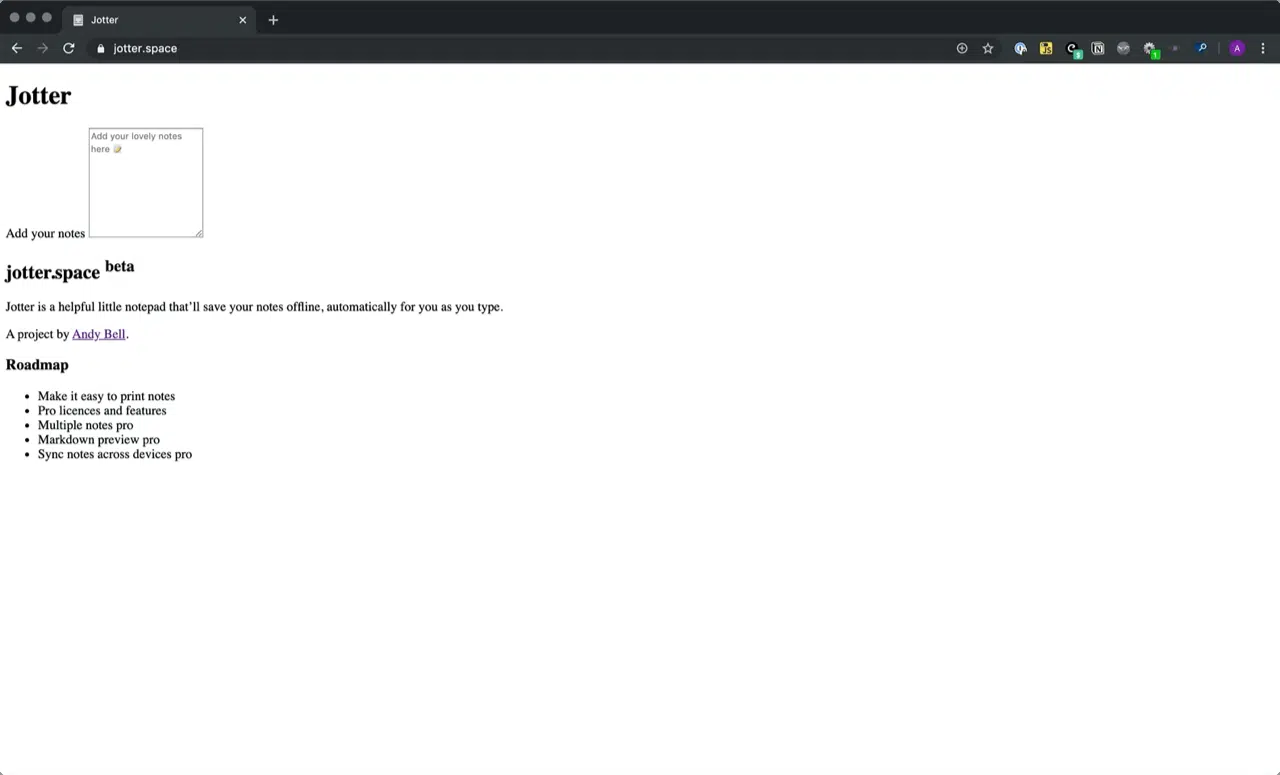 Jotter
jotter.space
Jotter
Add your lovely notes
here 📝
Add your notes
jotter.space beta
Jotter is a helpful little notepad that’ll save your notes offline, automatically for you as you type.
A project by Andy Bell.
Roadmap
Make it easy to print notes
Pro licences and features
Multiple notes pro
Markdown preview pro
Sync notes across devices pro